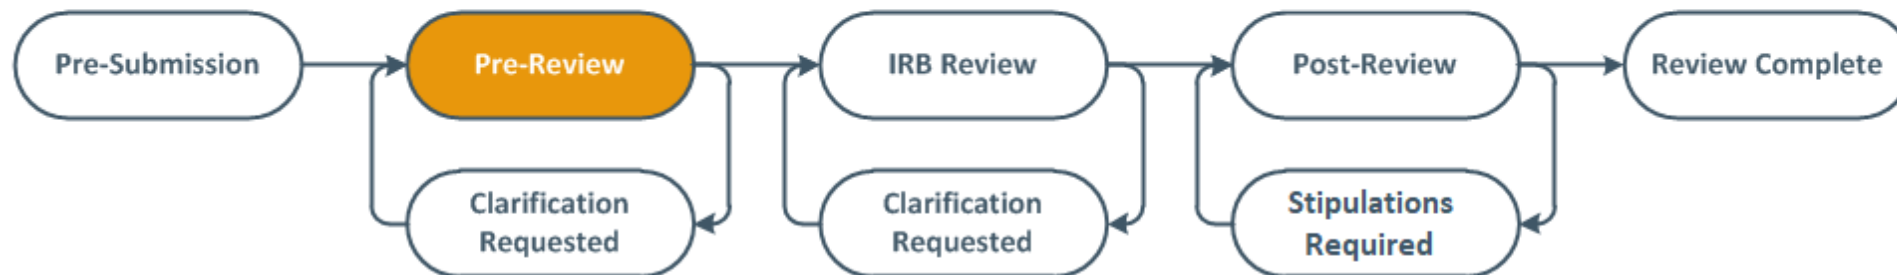 Pre-Submission
Pre-Review
IRB Review
Post-Review
Review Complete
Clarification
Requested
Clarification
Requested
Stipulations
Required